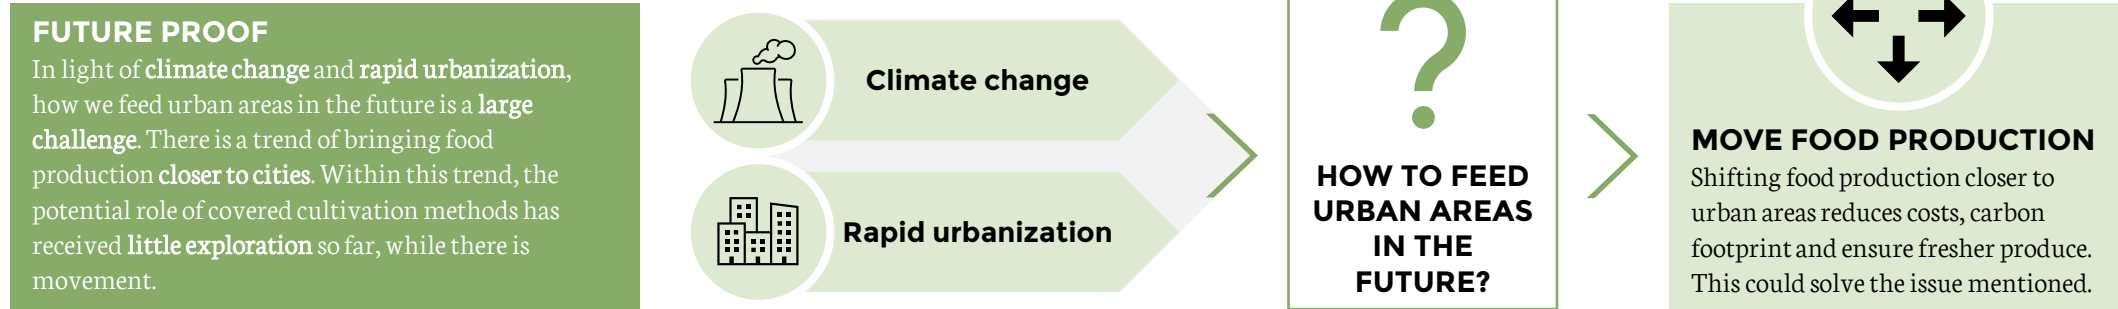 FUTURE PROOF
In light of climate change and rapid urbanization,
how we feed urban areas in the future is a large
challenge. There is a trend of bringing food
production closer to cities. Within this trend, the
potential role of covered cultivation methods has
received little exploration so far, while there is
movement.
Climate change
Rapid urbanization
?
HOW TO FEED
URBAN AREAS
IN THE
FUTURE?
MOVE FOOD PRODUCTION
Shifting food production closer to
urban areas reduces costs, carbon
footprint and ensure fresher produce.
This could solve the issue mentioned.